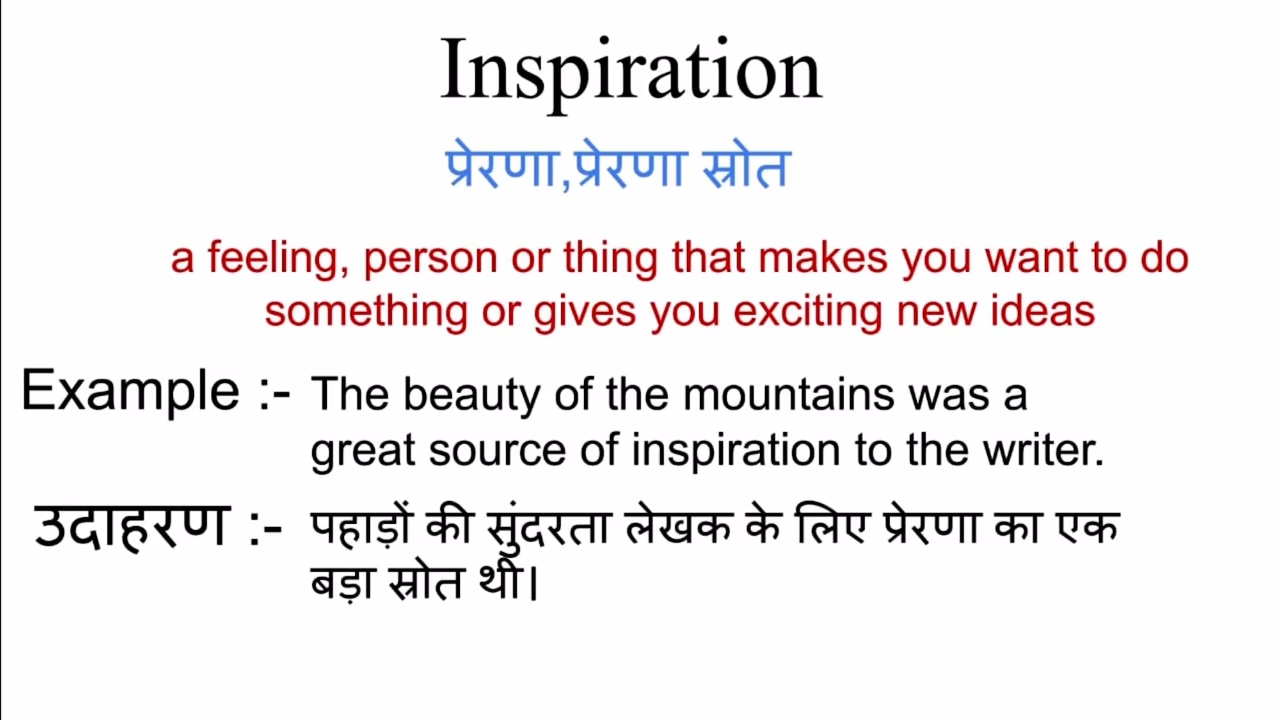 Inspiration
प्रेरणा,प्रेरणा स्रोत
a feeling, person or thing that makes you want to do
something or gives you exciting new ideas
Example :- The beauty of the mountains was a
great source of inspiration to the writer.
उदाहरण :- पहाड़ों की सुंदरता लेखक के लिए प्रेरणा का एक
बड़ा स्रोत थी।